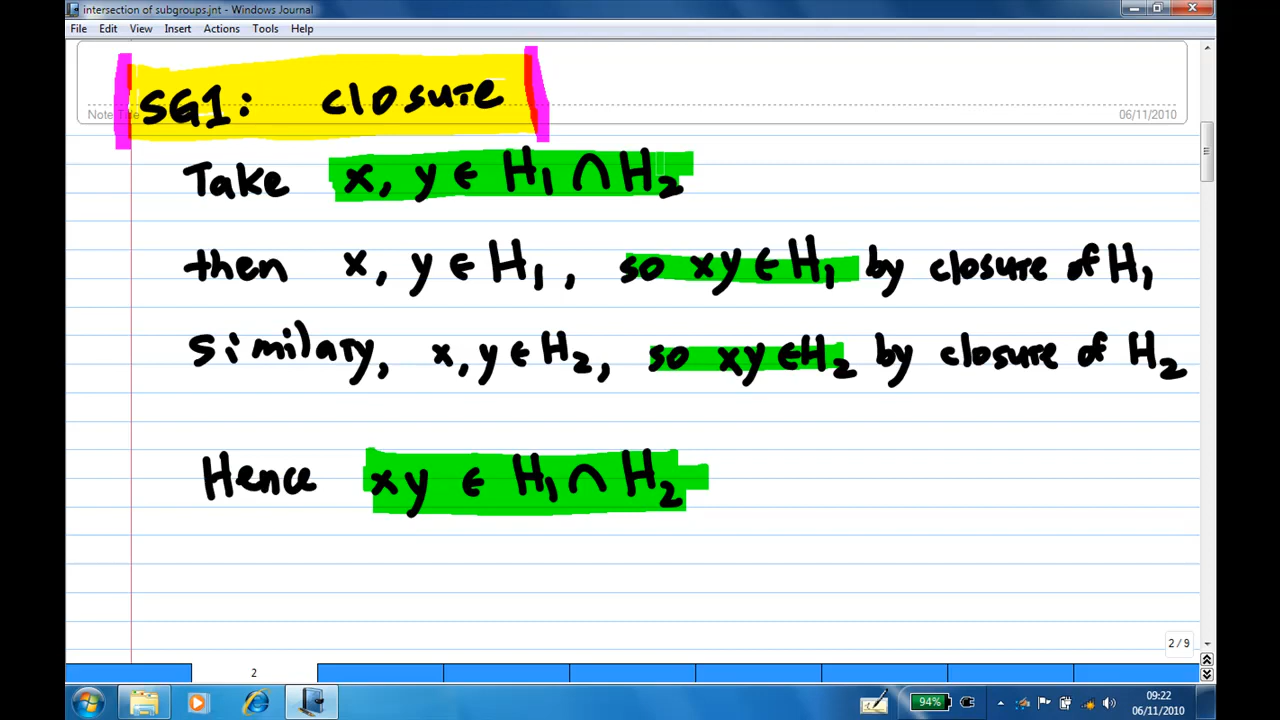 intersection of subgroups.jnt - Windows Journal
File Edit View Insert Actions Tools Help
SG1: closure
Note Title 06/11/2010
Take x, y ∈ H₁ ∩ H₂
then x, y ∈ H₁, so xy ∈ H₁ by closure of H₁
Similary, x, y ∈ H₂, so xy ∈ H₂ by closure of H₂
Hence xy ∈ H₁ ∩ H₂
2 / 9
2
94%
09:22
06/11/2010